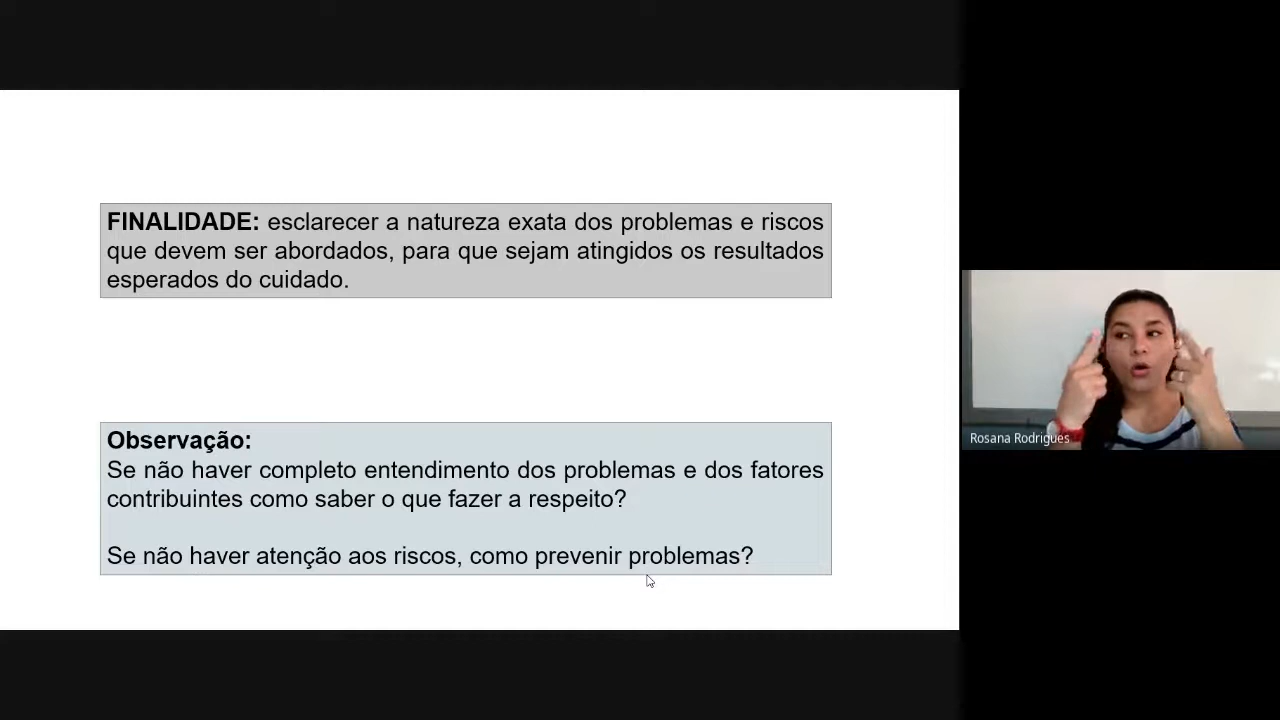 FINALIDADE: esclarecer a natureza exata dos problemas e riscos
que devem ser abordados, para que sejam atingidos os resultados
esperados do cuidado.
Observação:
Se não haver completo entendimento dos problemas e dos fatores
contribuintes como saber o que fazer a respeito?
Se não haver atenção aos riscos, como prevenir problemas?
Rosana Rodrigues